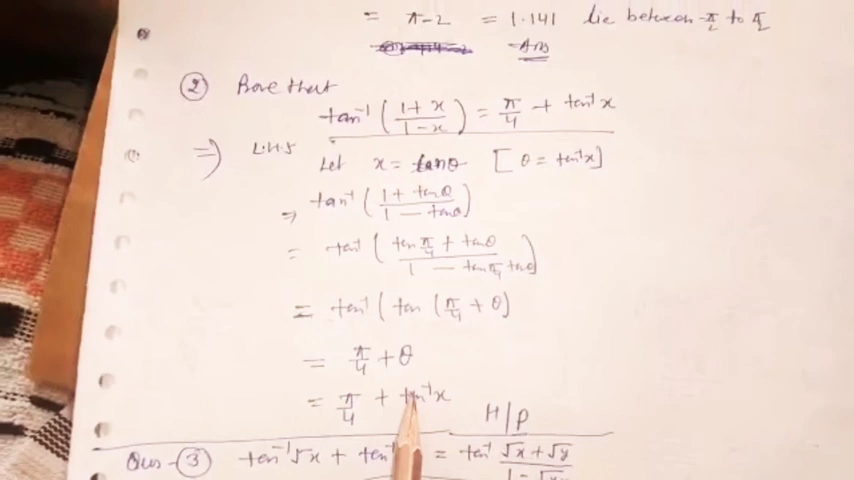 = π-2 = 1.141 lie between -π/2 to π/2
Ans
② Prove that
tan⁻¹ (1+x / 1-x) = π/4 + tan⁻¹x
⇒) L.H.S Let x = tanθ [θ = tan⁻¹x]
⇒ tan⁻¹ (1 + tanθ / 1 - tanθ)
= tan⁻¹ (tan π/4 + tanθ / 1 - tan π/4 tanθ)
= tan⁻¹ (tan (π/4 + θ)
= π/4 + θ
= π/4 + tan⁻¹x
H|P
Ques-③ tan⁻¹√x + tan⁻¹ = tan⁻¹ √x + √y / 1 - √x